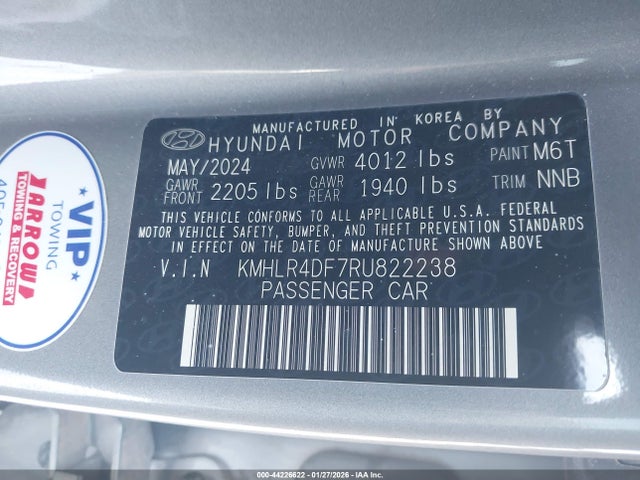 MANUFACTURED IN KOREA BY
HYUNDAI MOTOR COMPANY
MAY/2024 GVWR 4012 lbs PAINT M6T
GAWR FRONT 2205 lbs GAWR REAR 1940 lbs TRIM NNB
THIS VEHICLE CONFORMS TO ALL APPLICABLE U.S.A. FEDERAL
MOTOR VEHICLE SAFETY, BUMPER, AND THEFT PREVENTION STANDARDS
IN EFFECT ON THE DATE OF MANUFACTURE SHOWN ABOVE
V.I.N KMHLR4DF7RU822238
PASSENGER CAR
VIP
TOWING
ARROW
TOWING & RECOVERY
000-44226622 - 01/27/2026 - IAA Inc.